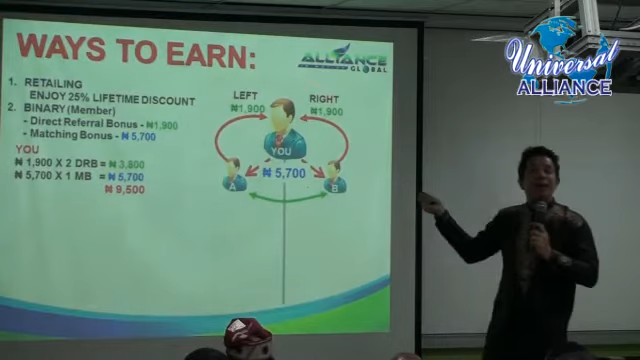 WAYS TO EARN:
ALLIANCE
GLOBAL
Universal
ALLIANCE
1. RETAILING
ENJOY 25% LIFETIME DISCOUNT
2. BINARY (Member)
- Direct Referral Bonus - ₦1,900
- Matching Bonus - ₦ 5,700
YOU
₦ 1,900 X 2 DRB = ₦ 3,800
₦ 5,700 X 1 MB = ₦ 5,700
₦ 9,500
LEFT
₦1,900
RIGHT
₦1,900
YOU
₦ 5,700
A
B